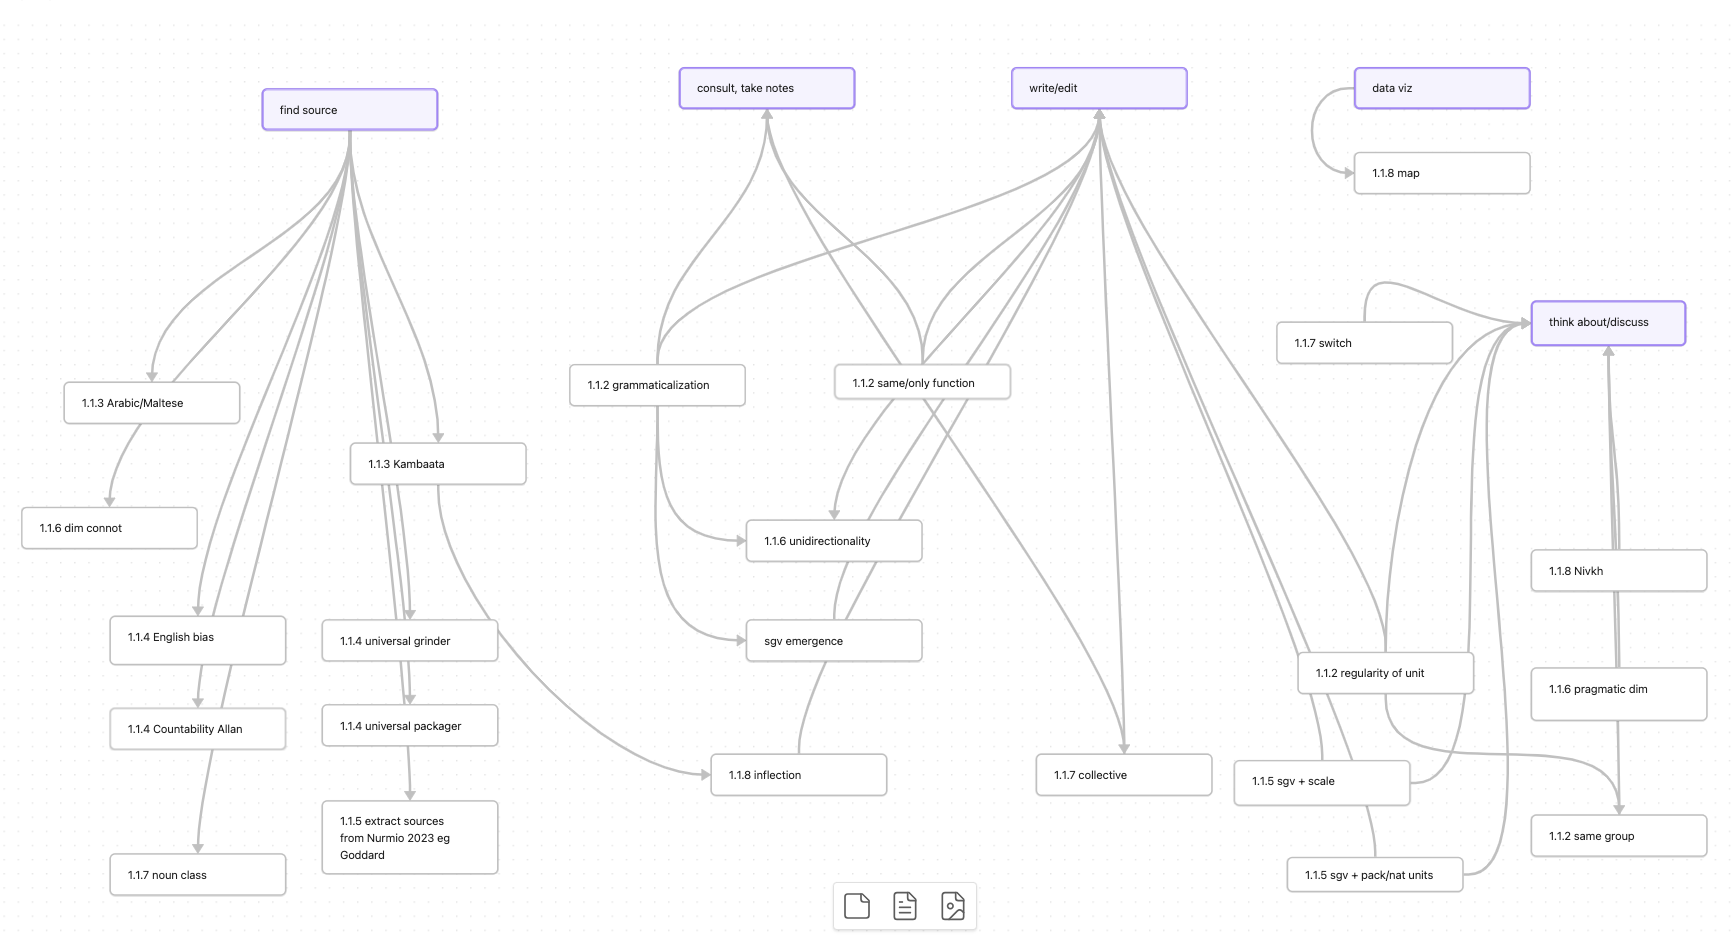 find source
consult, take notes
write/edit
data viz
1.1.8 map
think about/discuss
1.1.7 switch
1.1.3 Arabic/Maltese
1.1.2 grammaticalization
1.1.2 same/only function
1.1.3 Kambaata
1.1.6 dim connot
1.1.6 unidirectionality
1.1.8 Nivkh
1.1.4 English bias
1.1.4 universal grinder
sgv emergence
1.1.2 regularity of unit
1.1.6 pragmatic dim
1.1.4 Countability Allan
1.1.4 universal packager
1.1.8 inflection
1.1.7 collective
1.1.5 sgv + scale
1.1.5 extract sources
from Nurmio 2023 eg
Goddard
1.1.2 same group
1.1.7 noun class
1.1.5 sgv + pack/nat units